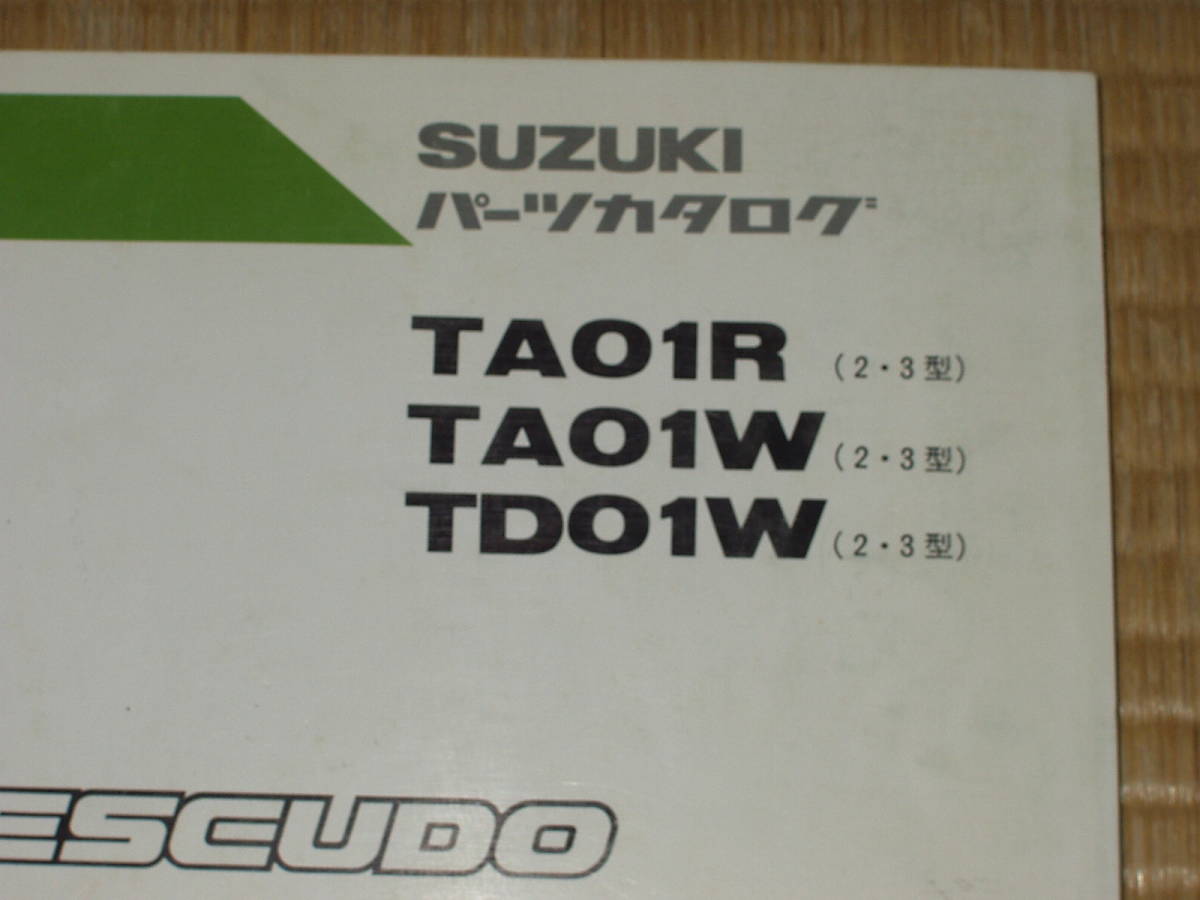 SUZUKI
パーツカタログ
TA01R (2・3型)
TA01W (2・3型)
TD01W (2・3型)
ESCUDO